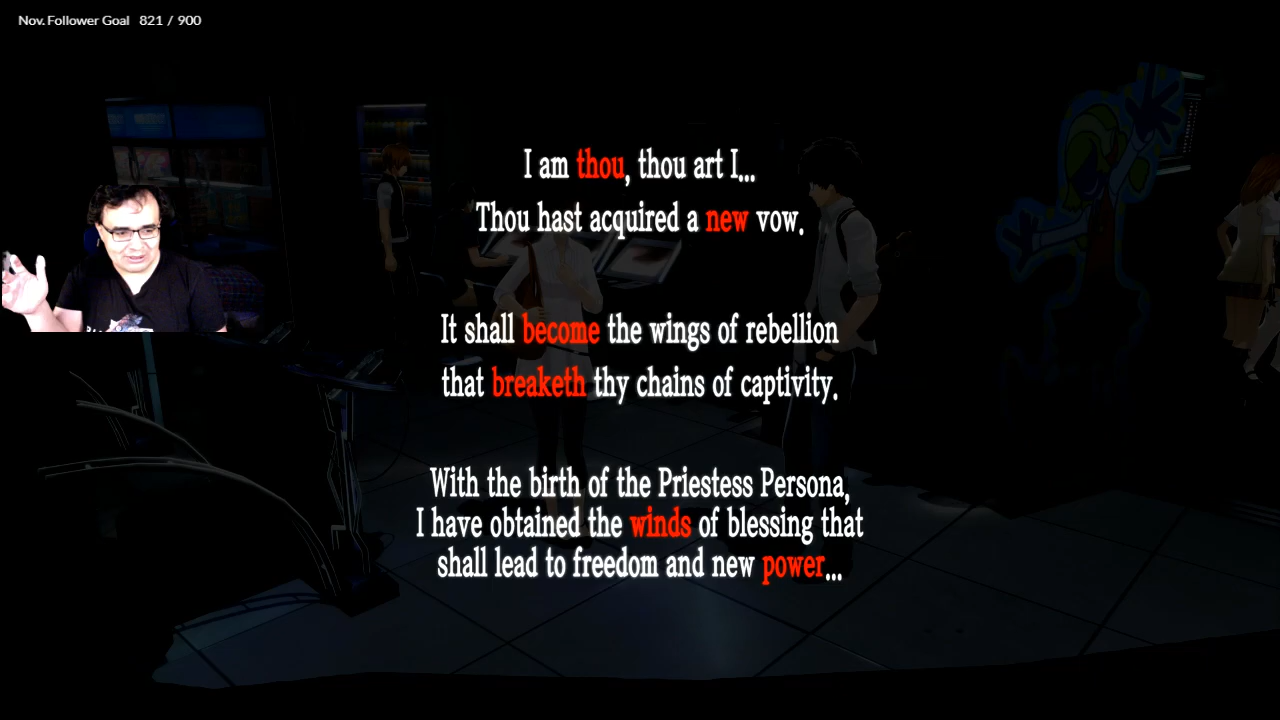 Nov. Follower Goal 821 / 900
I am thou, thou art I...
Thou hast acquired a new vow.
It shall become the wings of rebellion
that breaketh thy chains of captivity.
With the birth of the Priestess Persona,
I have obtained the winds of blessing that
shall lead to freedom and new power...